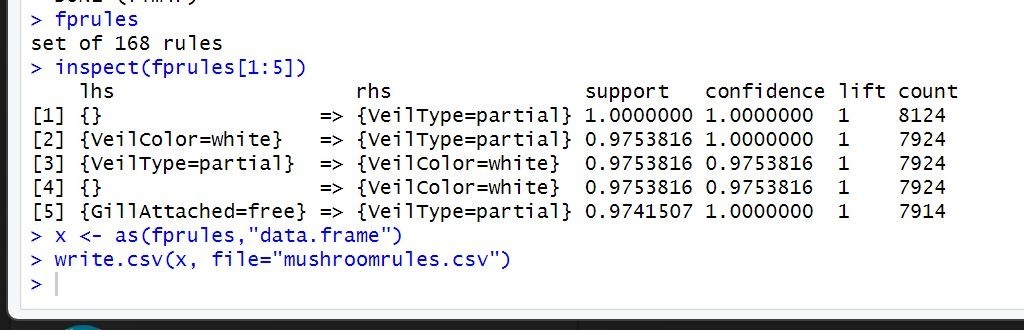 > fprules
set of 168 rules
> inspect(fprules[1:5])
    lhs                    rhs                   support   confidence lift count
[1] {}                  => {VeilType=partial} 1.0000000 1.0000000  1    8124
[2] {VeilColor=white}   => {VeilType=partial} 0.9753816 1.0000000  1    7924
[3] {VeilType=partial}  => {VeilColor=white}  0.9753816 0.9753816  1    7924
[4] {}                  => {VeilColor=white}  0.9753816 0.9753816  1    7924
[5] {GillAttached=free} => {VeilType=partial} 0.9741507 1.0000000  1    7914
> x <- as(fprules,"data.frame")
> write.csv(x, file="mushroomrules.csv")
>